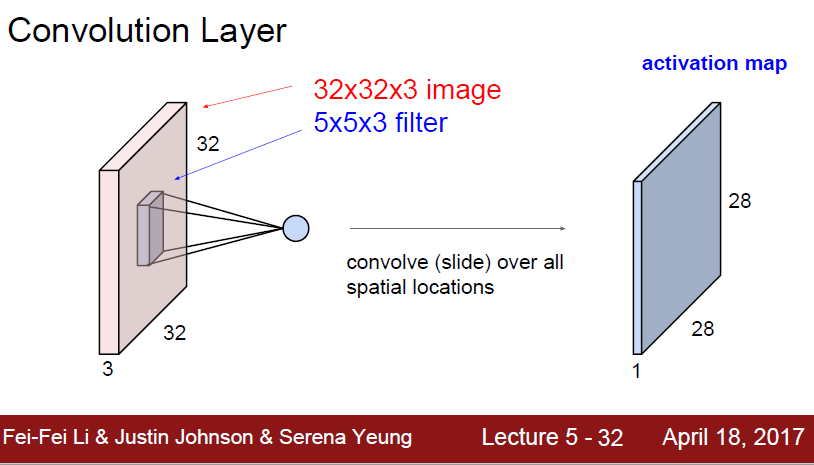 Convolution Layer
activation map
32x32x3 image
5x5x3 filter
32
32
3
convolve (slide) over all
spatial locations
28
28
1
Fei-Fei Li & Justin Johnson & Serena Yeung
Lecture 5 - 32
April 18, 2017